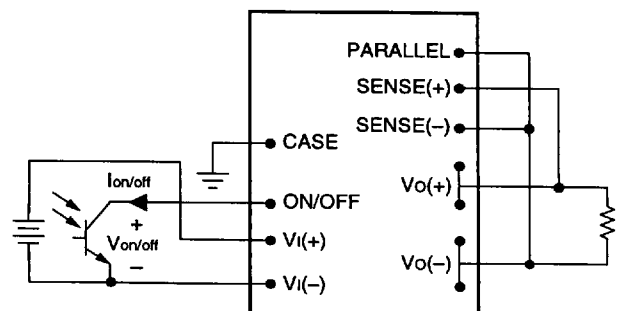 PARALLEL
SENSE(+)
SENSE(–)
CASE
Ion/off
ON/OFF
VO(+)
+
Von/off
–
VI(+)
VI(–)
VO(–)